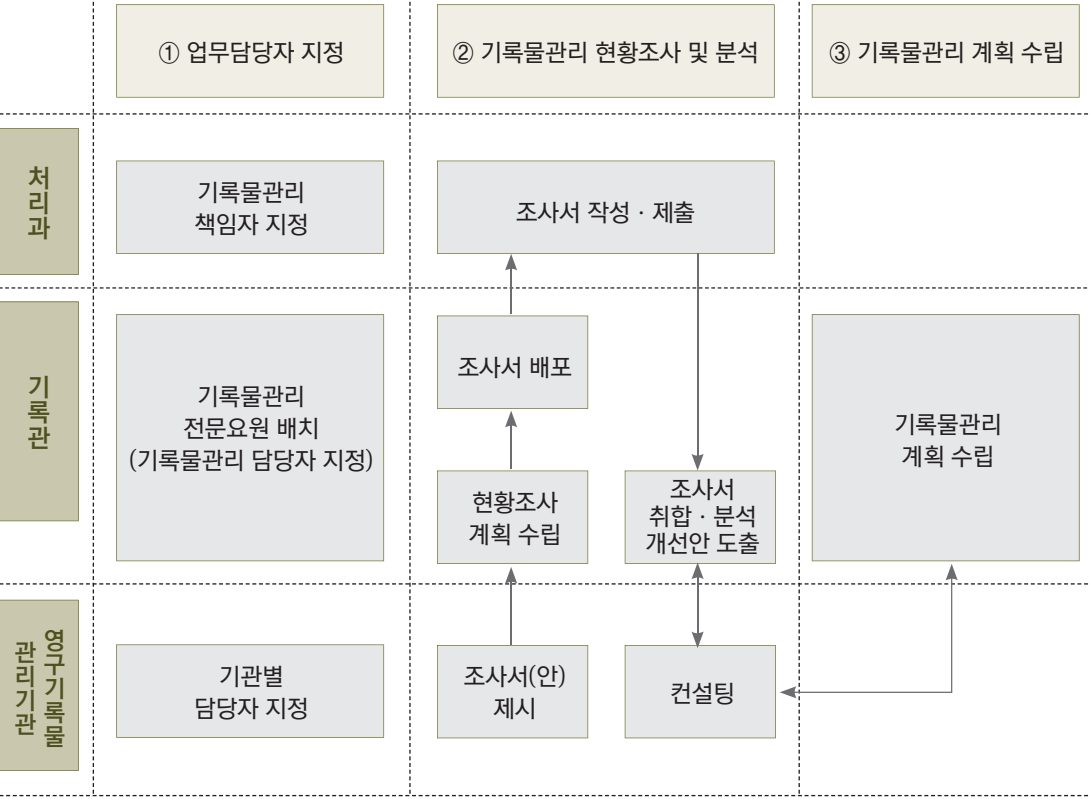 ① 업무담당자 지정
② 기록물관리 현황조사 및 분석
③ 기록물관리 계획 수립
처리과
기록물관리
책임자 지정
조사서 작성 · 제출
기록관
기록물관리
전문요원 배치
(기록물관리 담당자 지정)
조사서 배포
현황조사
계획 수립
조사서
취합 · 분석
개선안 도출
기록물관리
계획 수립
영구기록물
관리기관
기관별
담당자 지정
조사서(안)
제시
컨설팅